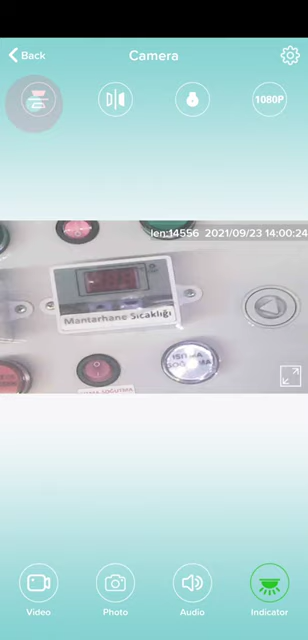 Back
Camera
1080P
len:14556 2021/09/23 14:00:24
Mantarhane Sıcaklığı
Video
Photo
Audio
Indicator